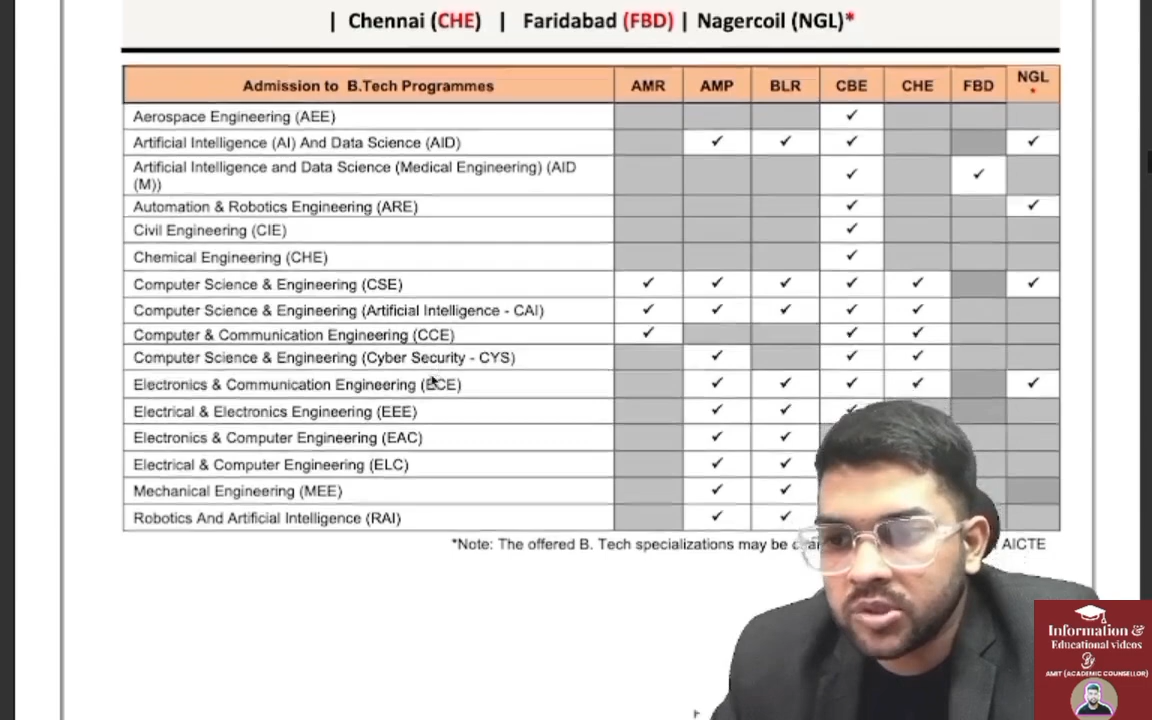 | Chennai (CHE) | Faridabad (FBD) | Nagercoil (NGL)*
Admission to B.Tech Programmes AMR AMP BLR CBE CHE FBD NGL *
Aerospace Engineering (AEE) ✓
Artificial Intelligence (AI) And Data Science (AID) ✓ ✓ ✓ ✓
Artificial Intelligence and Data Science (Medical Engineering) (AID
(M)) ✓ ✓
Automation & Robotics Engineering (ARE) ✓ ✓
Civil Engineering (CIE) ✓
Chemical Engineering (CHE) ✓
Computer Science & Engineering (CSE) ✓ ✓ ✓ ✓ ✓ ✓
Computer Science & Engineering (Artificial Intelligence - CAI) ✓ ✓ ✓ ✓ ✓
Computer & Communication Engineering (CCE) ✓ ✓ ✓
Computer Science & Engineering (Cyber Security - CYS) ✓ ✓ ✓
Electronics & Communication Engineering (ECE) ✓ ✓ ✓ ✓ ✓
Electrical & Electronics Engineering (EEE) ✓ ✓ ✓
Electronics & Computer Engineering (EAC) ✓ ✓
Electrical & Computer Engineering (ELC) ✓ ✓
Mechanical Engineering (MEE) ✓ ✓
Robotics And Artificial Intelligence (RAI) ✓ ✓
*Note: The offered B. Tech specializations may be AICTE
Information &
Educational videos
By
AMIT (ACADEMIC COUNSELLOR)